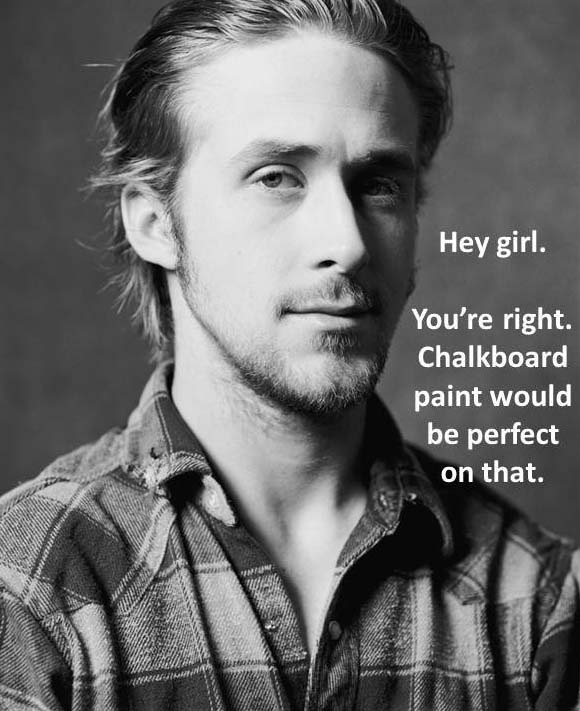 Hey girl.
You’re right.
Chalkboard
paint would
be perfect
on that.